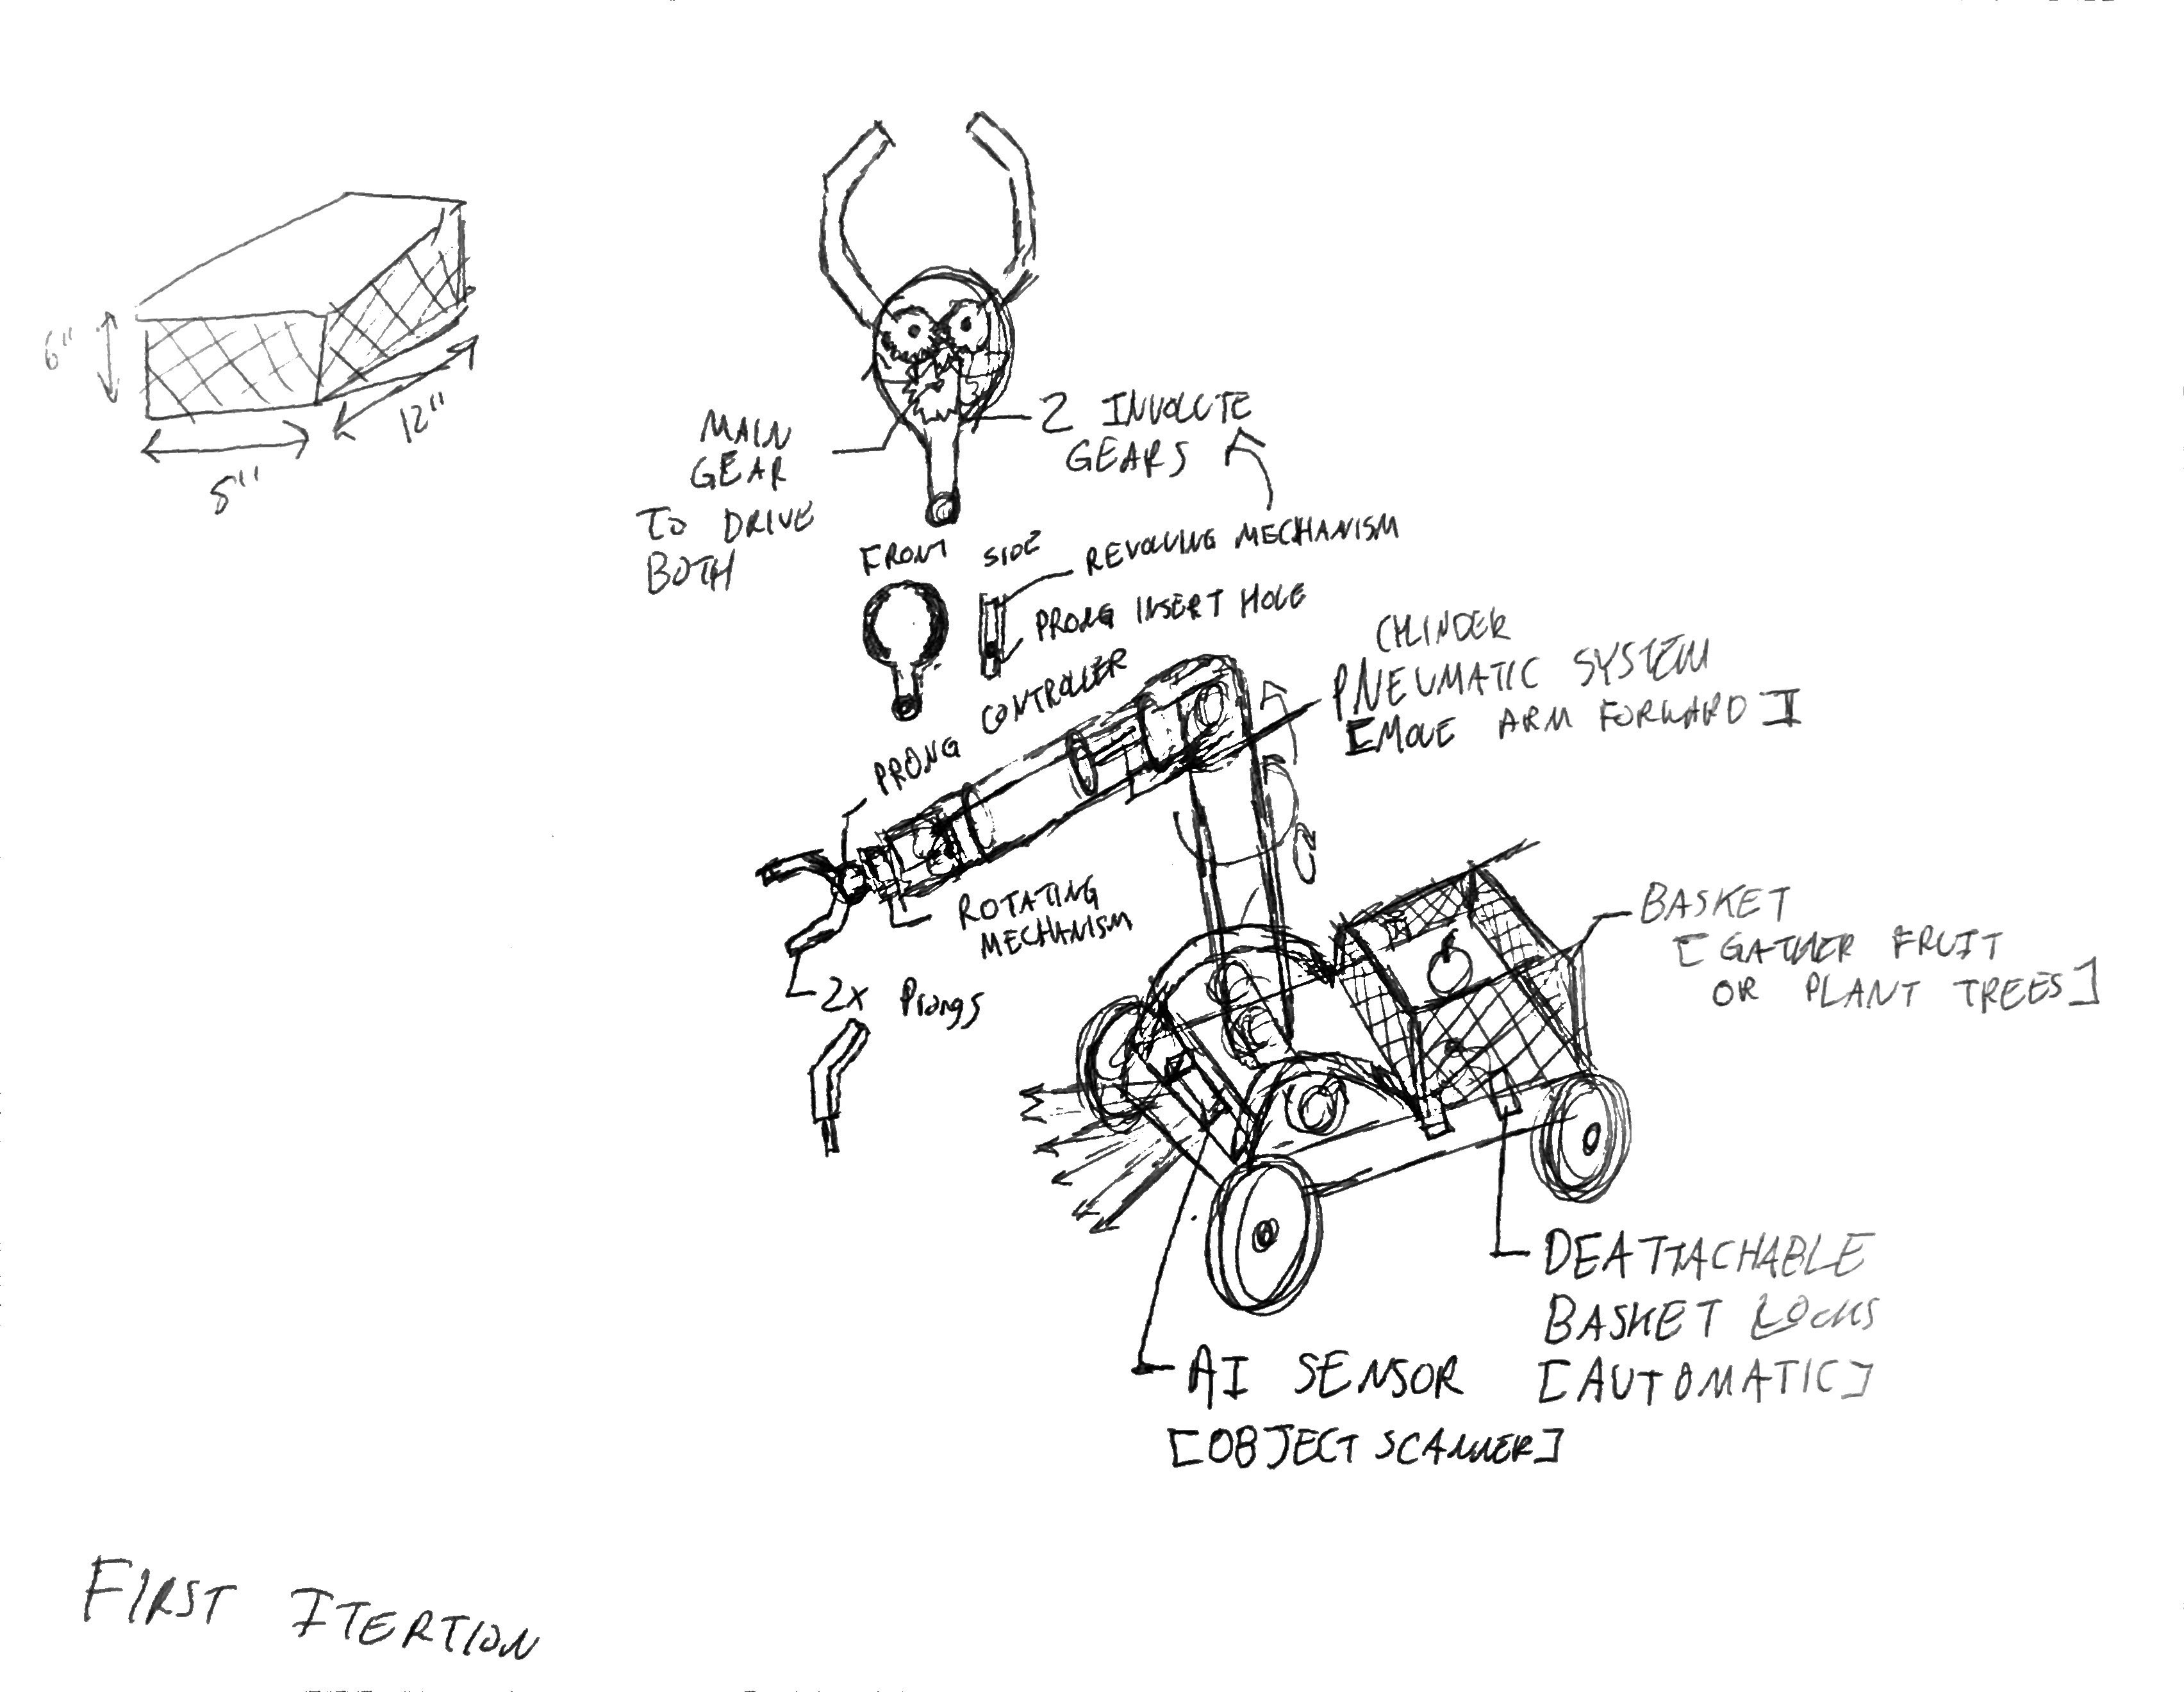 6"
12"
8"
MAIN
GEAR
TO DRIVE
BOTH
2 INVOLUTE
GEARS
FRONT
SIDE
REVOLVING MECHANISM
PRONG INSERT HOLE
PRONG CONTROLLER
CYLINDER
PNEUMATIC SYSTEM
[MOVE ARM FORWARD]
ROTATING
MECHANISM
2x Prongs
BASKET
[GATHER FRUIT
OR PLANT TREES]
DEATTACHABLE
BASKET LOCKS
[AUTOMATIC]
AI SENSOR
[OBJECT SCANNER]
FIRST ITERTION